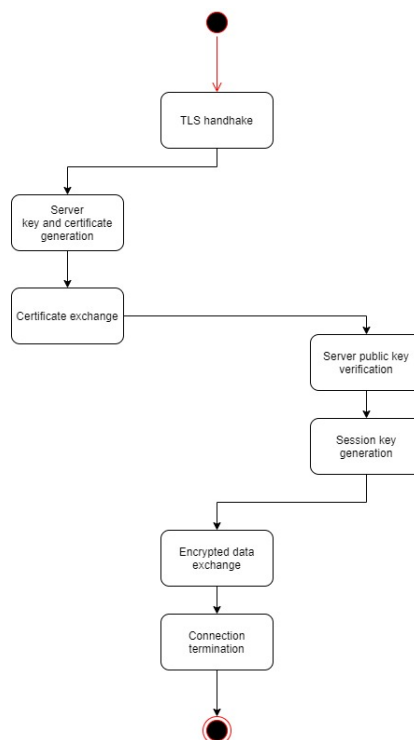 TLS handhake
Server
key and certificate
generation
Certificate exchange
Server public key
verification
Session key
generation
Encrypted data
exchange
Connection
termination